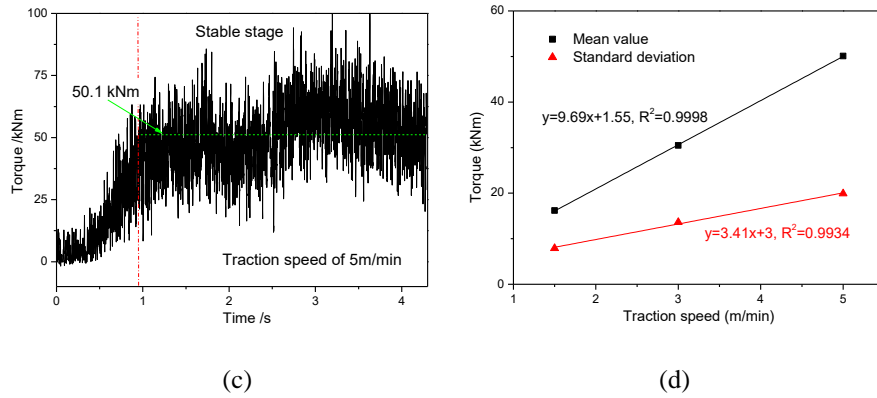 100
75
50
25
0
Torque /kNm
Stable stage
50.1 kNm
Traction speed of 5m/min
0 1 2 3 4
Time /s
(c)
60
40
20
0
Torque (kNm)
Mean value
Standard deviation
y=9.69x+1.55, R²=0.9998
y=3.41x+3, R²=0.9934
1 2 3 4 5
Traction speed (m/min)
(d)